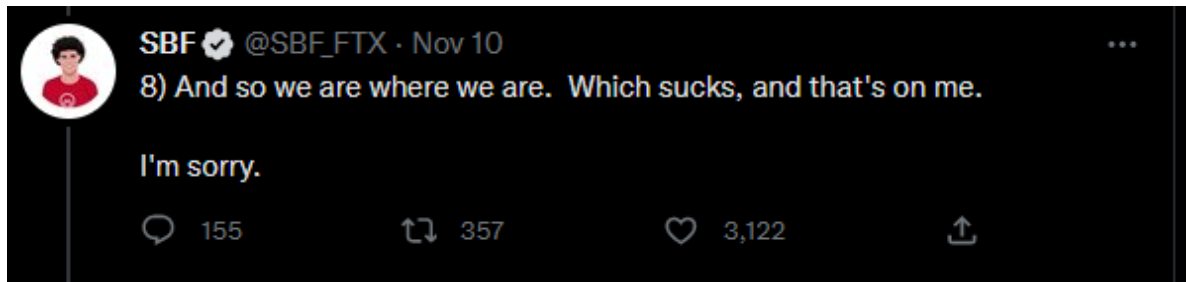 SBF @SBF_FTX · Nov 10
8) And so we are where we are.  Which sucks, and that's on me.
I'm sorry.
155 357 3,122